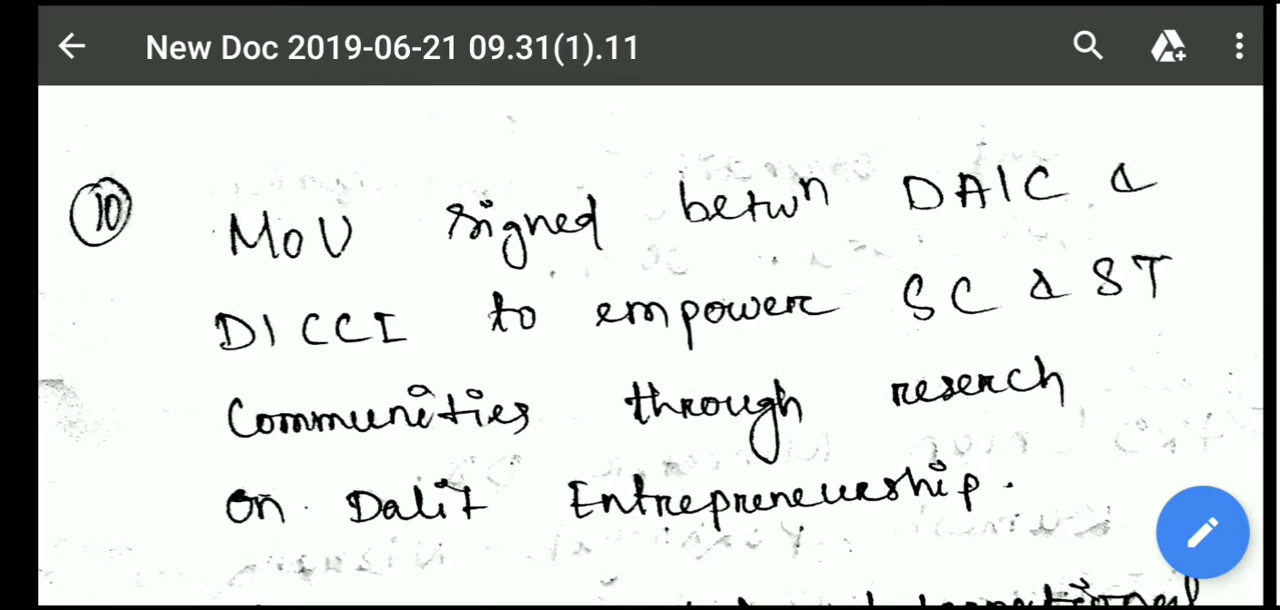 New Doc 2019-06-21 09.31(1).11
10
MoU signed betwn DAIC &
DICCI to empower SC & ST
Communities through reserch
on Dalit Entrepreneurship.